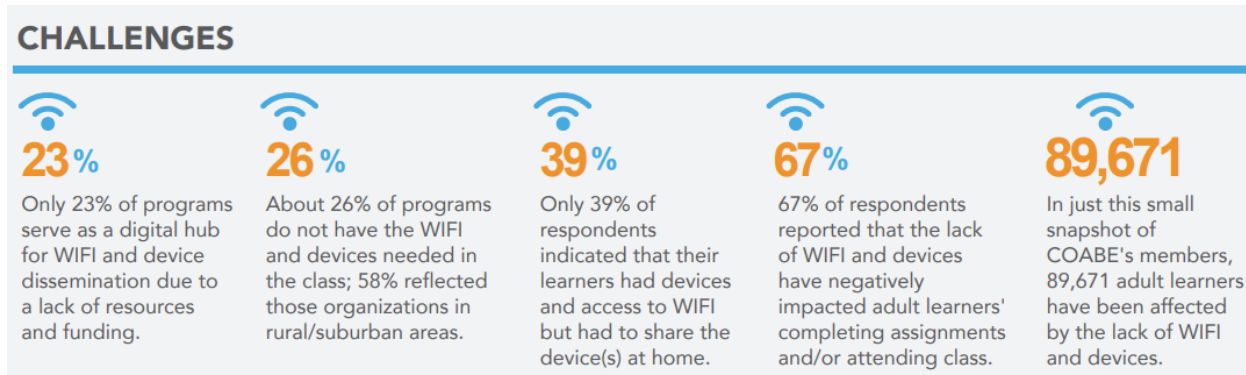 CHALLENGES
23%
Only 23% of programs
serve as a digital hub
for WIFI and device
dissemination due to
a lack of resources
and funding.
26%
About 26% of programs
do not have the WIFI
and devices needed in
the class; 58% reflected
those organizations in
rural/suburban areas.
39%
Only 39% of
respondents
indicated that their
learners had devices
and access to WIFI
but had to share the
device(s) at home.
67%
67% of respondents
reported that the lack
of WIFI and devices
have negatively
impacted adult learners'
completing assignments
and/or attending class.
89,671
In just this small
snapshot of
COABE's members,
89,671 adult learners
have been affected
by the lack of WIFI
and devices.